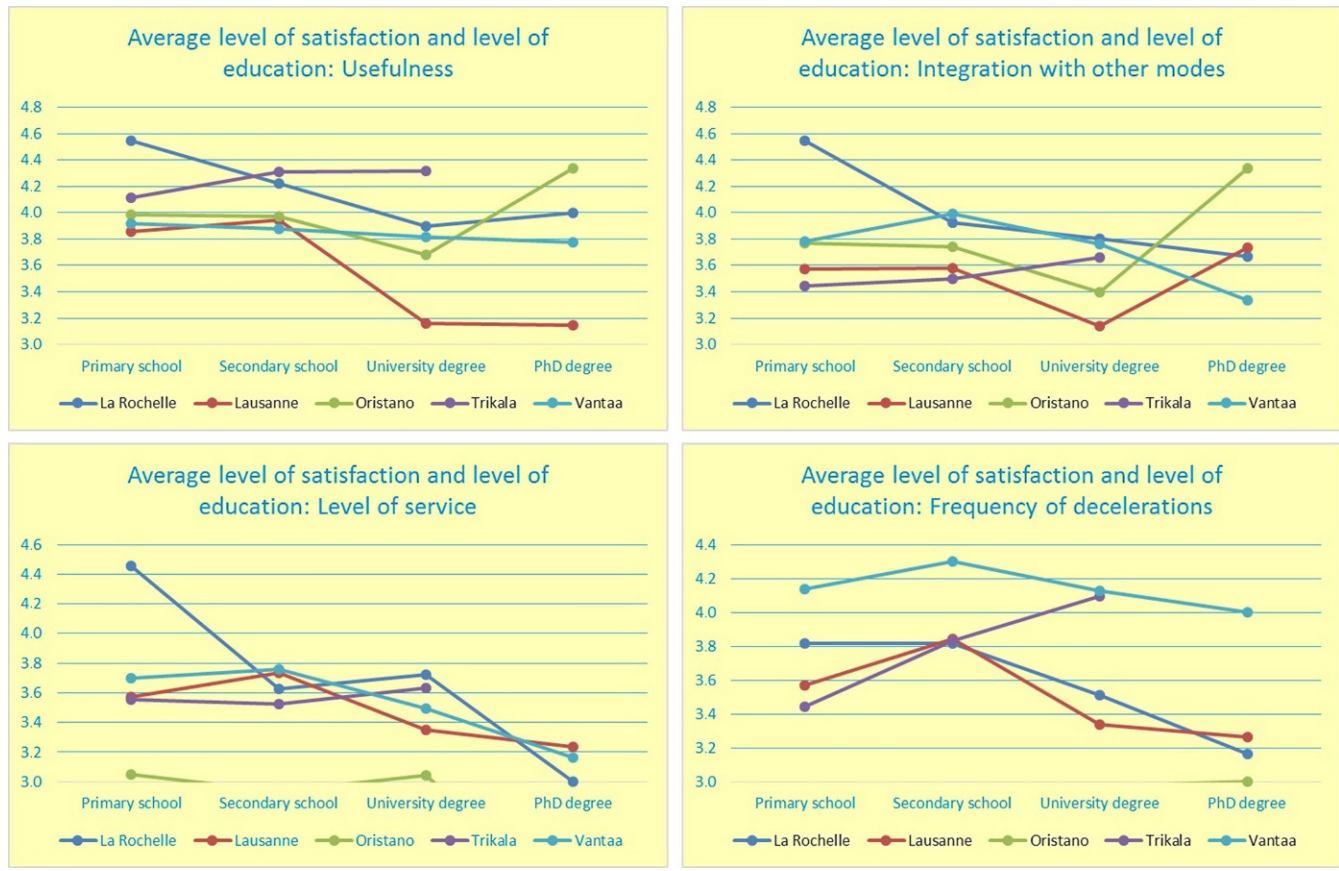 Average level of satisfaction and level of
education: Usefulness
4.8
4.6
4.4
4.2
4.0
3.8
3.6
3.4
3.2
3.0
Primary school Secondary school University degree PhD degree
La Rochelle Lausanne Oristano Trikala Vantaa
Average level of satisfaction and level of
education: Integration with other modes
4.8
4.6
4.4
4.2
4.0
3.8
3.6
3.4
3.2
3.0
Primary school Secondary school University degree PhD degree
La Rochelle Lausanne Oristano Trikala Vantaa
Average level of satisfaction and level of
education: Level of service
4.6
4.4
4.2
4.0
3.8
3.6
3.4
3.2
3.0
Primary school Secondary school University degree PhD degree
La Rochelle Lausanne Oristano Trikala Vantaa
Average level of satisfaction and level of
education: Frequency of decelerations
4.4
4.2
4.0
3.8
3.6
3.4
3.2
3.0
Primary school Secondary school University degree PhD degree
La Rochelle Lausanne Oristano Trikala Vantaa